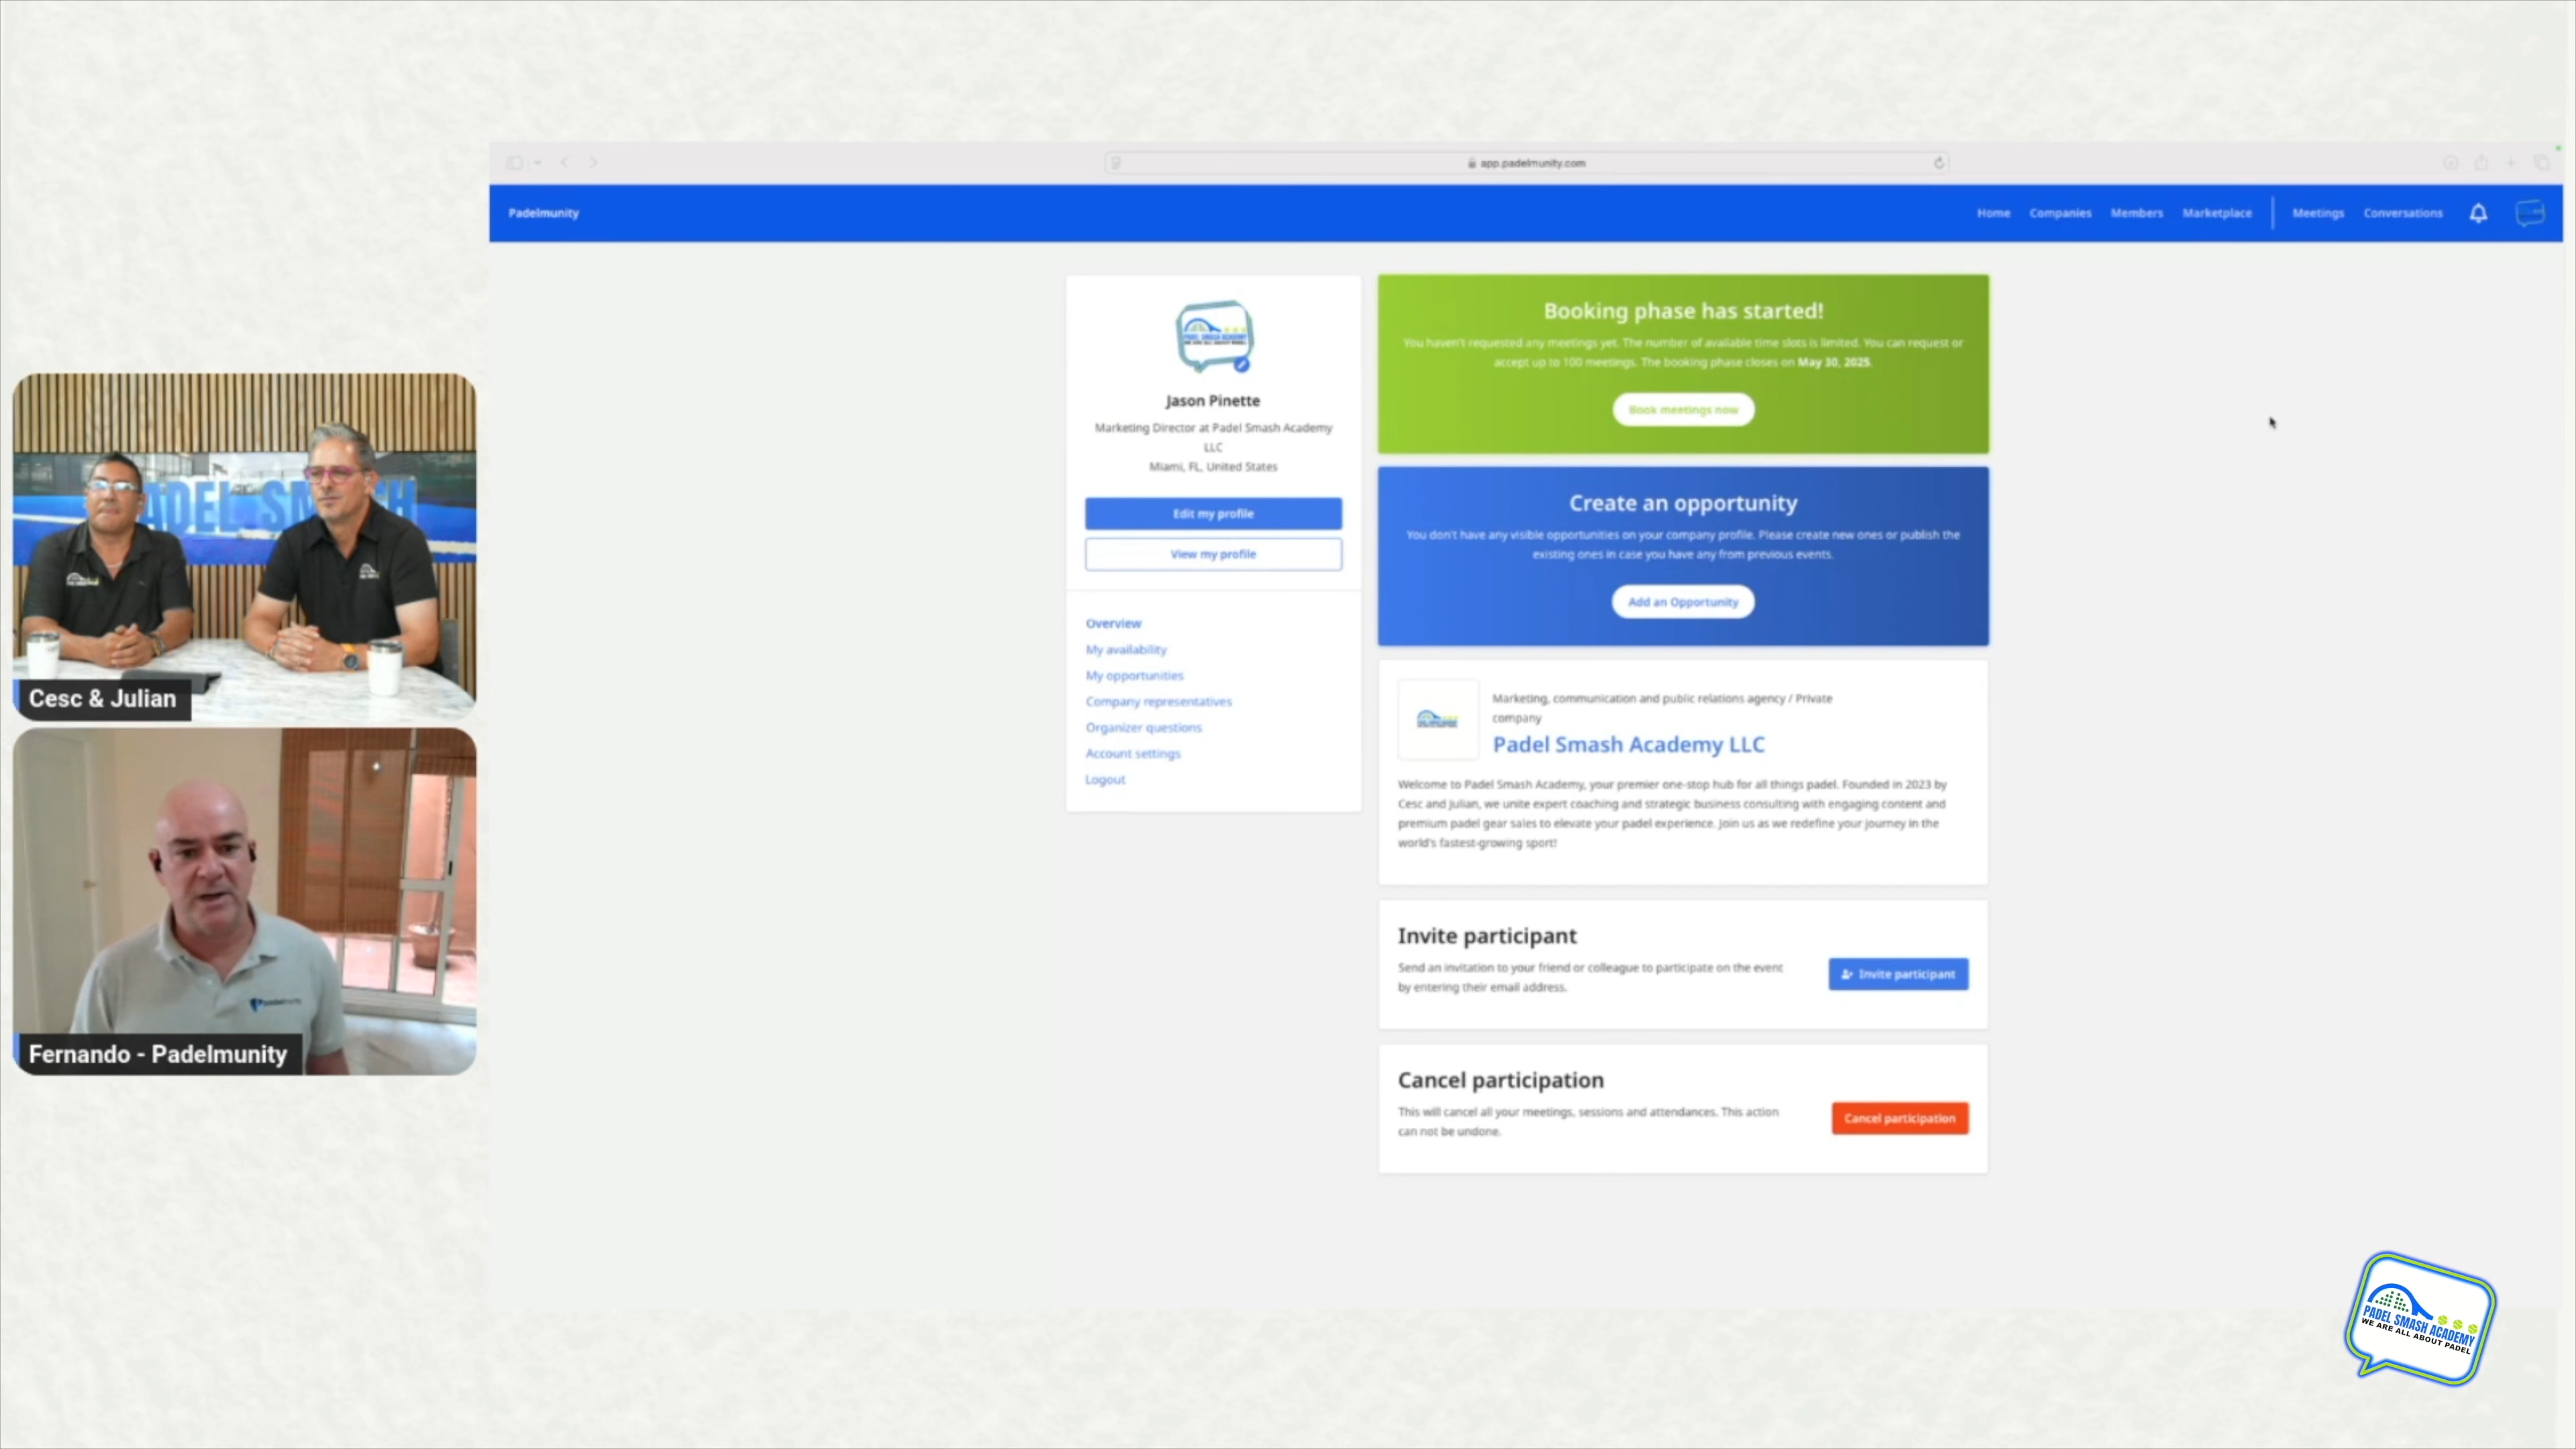 app.padelmunity.com
Padelmunity
Home
Companies
Members
Marketplace
Meetings
Conversations
PADEL SMASH ACADEMY
Jason Pinette
Marketing Director at Padel Smash Academy
LLC
Miami, FL, United States
Edit my profile
View my profile
Overview
My availability
My opportunities
Company representatives
Organizer questions
Account settings
Logout
Booking phase has started!
You haven't requested any meetings yet. The number of available time slots is limited. You can request or
accept up to 100 meetings. The booking phase closes on May 30, 2025.
Book meetings now
Create an opportunity
You don't have any visible opportunities on your company profile. Please create new ones or publish the
existing ones in case you have any from previous events.
Add an Opportunity
Marketing, communication and public relations agency / Private
company
Padel Smash Academy LLC
Welcome to Padel Smash Academy, your premier one-stop hub for all things padel. Founded in 2023 by
Cesc and Julian, we unite expert coaching and strategic business consulting with engaging content and
premium padel gear sales to elevate your padel experience. Join us as we redefine your journey in the
world's fastest-growing sport!
Invite participant
Send an invitation to your friend or colleague to participate on the event
by entering their email address.
Invite participant
Cancel participation
This will cancel all your meetings, sessions and attendances. This action
can not be undone.
Cancel participation
Cesc & Julian
Fernando - Padelmunity
PADEL SMASH ACADEMY
WE ARE ALL ABOUT PADEL